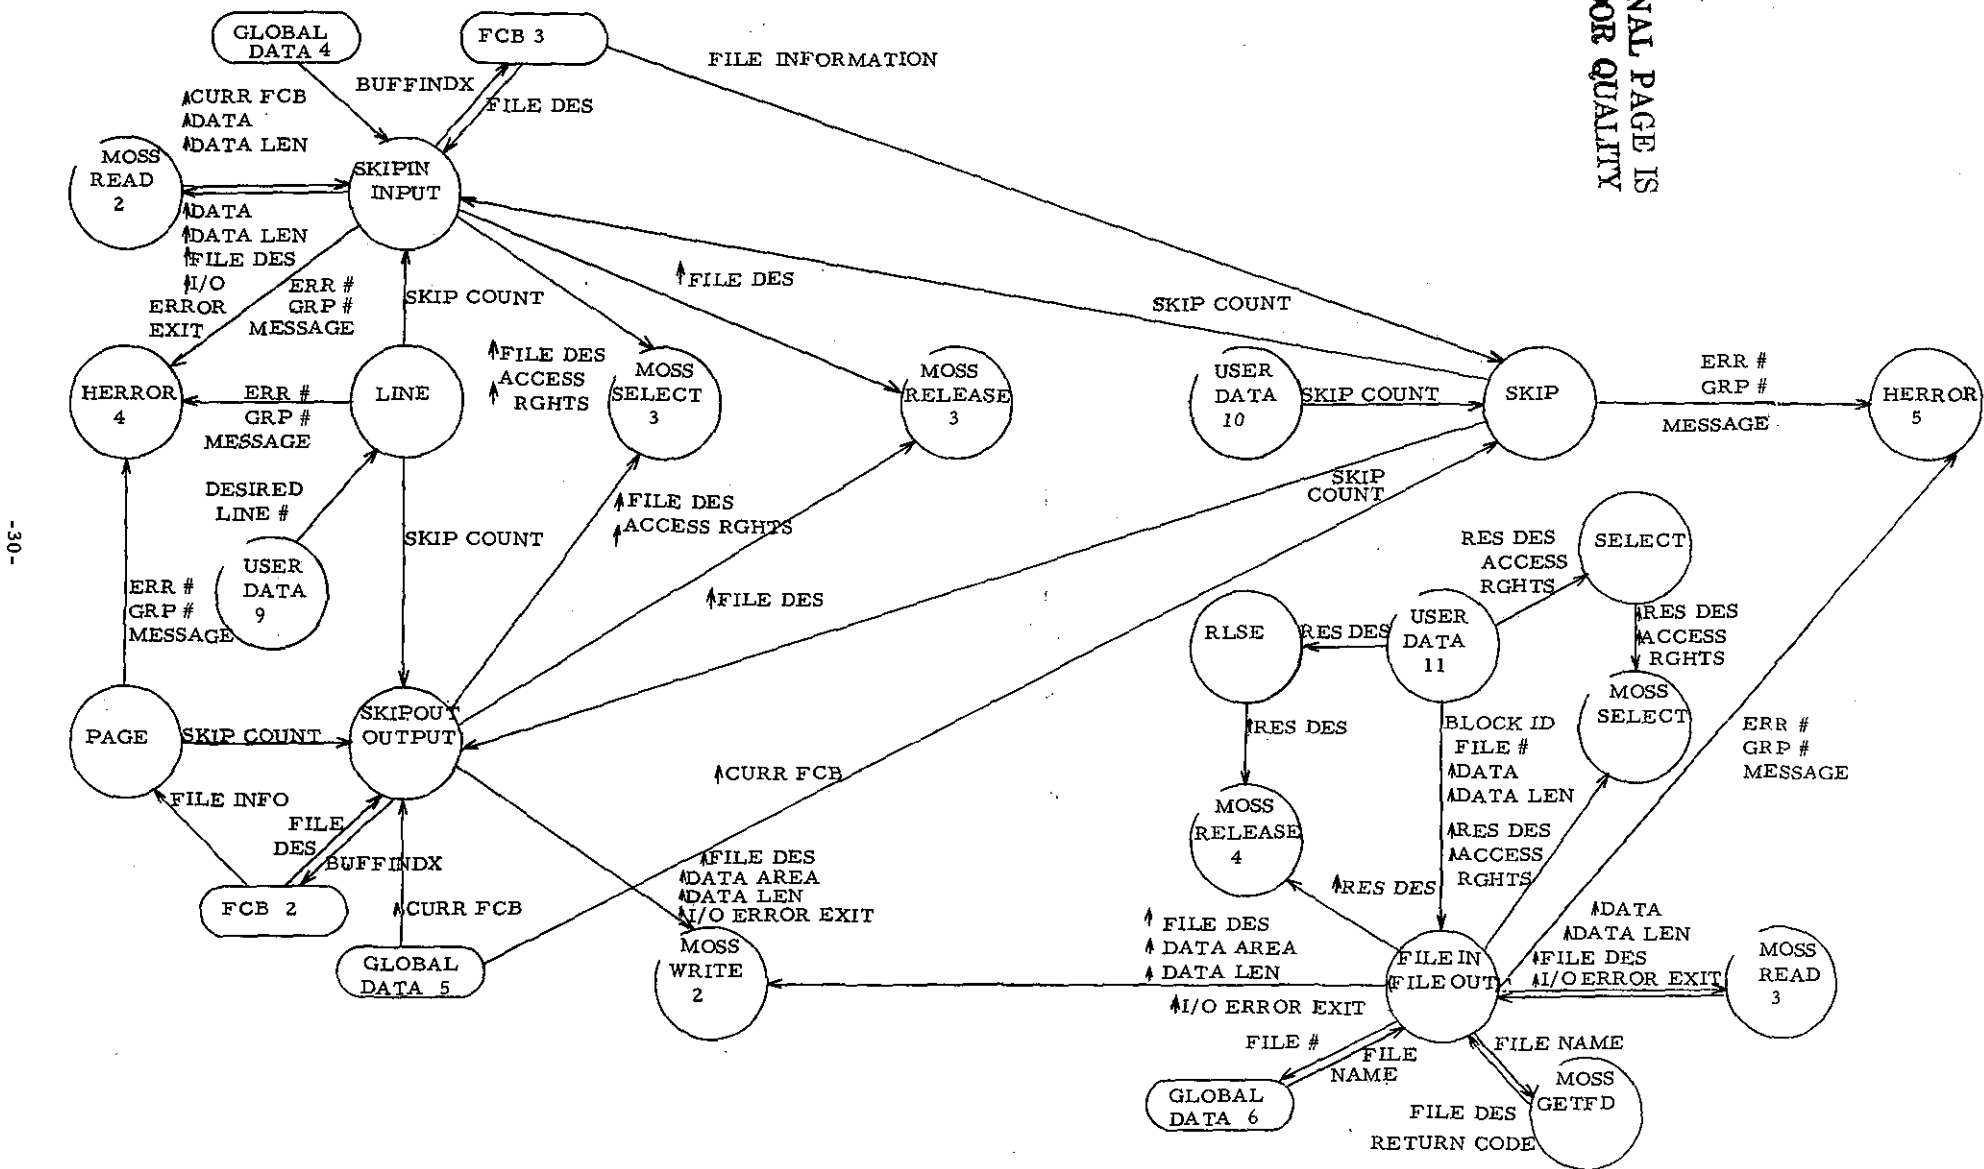 NAL PAGE IS
OOR QUALITY
GLOBAL
DATA 4
FCB 3
FILE INFORMATION
BUFFINDX
FILE DES
CURR FCB
DATA
DATA LEN
MOSS
READ
2
SKIPIN
INPUT
DATA
DATA LEN
FILE DES
I/O
ERROR
EXIT
ERR #
GRP #
MESSAGE
SKIP COUNT
FILE DES
SKIP COUNT
HERROR
4
ERR #
GRP #
MESSAGE
LINE
FILE DES
ACCESS
RGHTS
MOSS
SELECT
3
MOSS
RELEASE
3
USER
DATA
10
SKIP COUNT
SKIP
ERR #
GRP #
MESSAGE
HERROR
5
DESIRED
LINE #
SKIP COUNT
FILE DES
ACCESS RGHTS
SKIP
COUNT
-30-
USER
DATA
9
ERR #
GRP #
MESSAGE
FILE DES
RES DES
ACCESS
RGHTS
SELECT
RLSE
RES DES
USER
DATA
11
RES DES
ACCESS
RGHTS
PAGE
SKIP COUNT
SKIPOUT
OUTPUT
CURR FCB
RES DES
BLOCK ID
FILE #
DATA
DATA LEN
MOSS
SELECT
ERR #
GRP #
MESSAGE
FILE INFO
FILE
DES
BUFFINDX
FCB 2
CURR FCB
GLOBAL
DATA 5
FILE DES
DATA AREA
DATA LEN
I/O ERROR EXIT
MOSS
WRITE
2
MOSS
RELEASE
4
RES DES
RES DES
ACCESS
RGHTS
FILE DES
DATA AREA
DATA LEN
I/O ERROR EXIT
FILE IN
(FILE OUT)
DATA
DATA LEN
FILE DES
I/O ERROR EXIT
MOSS
READ
3
FILE #
FILE
NAME
GLOBAL
DATA 6
FILE NAME
MOSS
GETFD
FILE DES
RETURN CODE